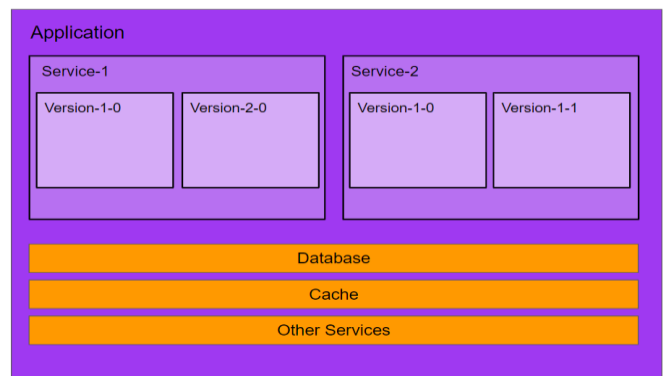 Application
Service-1
Service-2
Version-1-0
Version-2-0
Version-1-0
Version-1-1
Database
Cache
Other Services